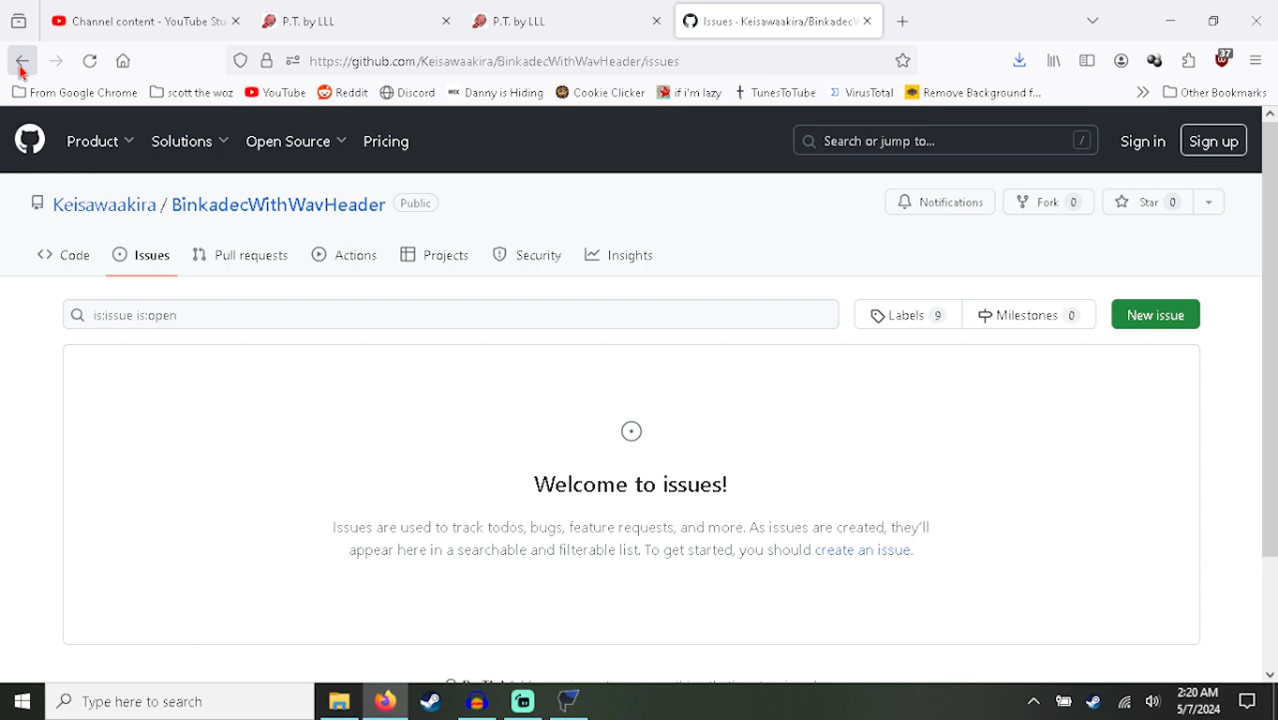 Channel content - YouTube Stu
P.T. by LLL
P.T. by LLL
Issues · Keisawaakira/BinkadecW
https://github.com/Keisawaakira/BinkadecWithWavHeader/issues
37
From Google Chrome
scott the woz
YouTube
Reddit
Discord
WIX Danny is Hiding
Cookie Clicker
if i'm lazy
TunesToTube
VirusTotal
Remove Background f...
Other Bookmarks
Product
Solutions
Open Source
Pricing
Search or jump to...
/
Sign in
Sign up
Keisawaakira / BinkadecWithWavHeader
Public
Notifications
Fork 0
Star 0
Code
Issues
Pull requests
Actions
Projects
Security
Insights
is:issue is:open
Labels 9
Milestones 0
New issue
Welcome to issues!
Issues are used to track todos, bugs, feature requests, and more. As issues are created, they'll
appear here in a searchable and filterable list. To get started, you should create an issue.
Type here to search
2:20 AM
5/7/2024